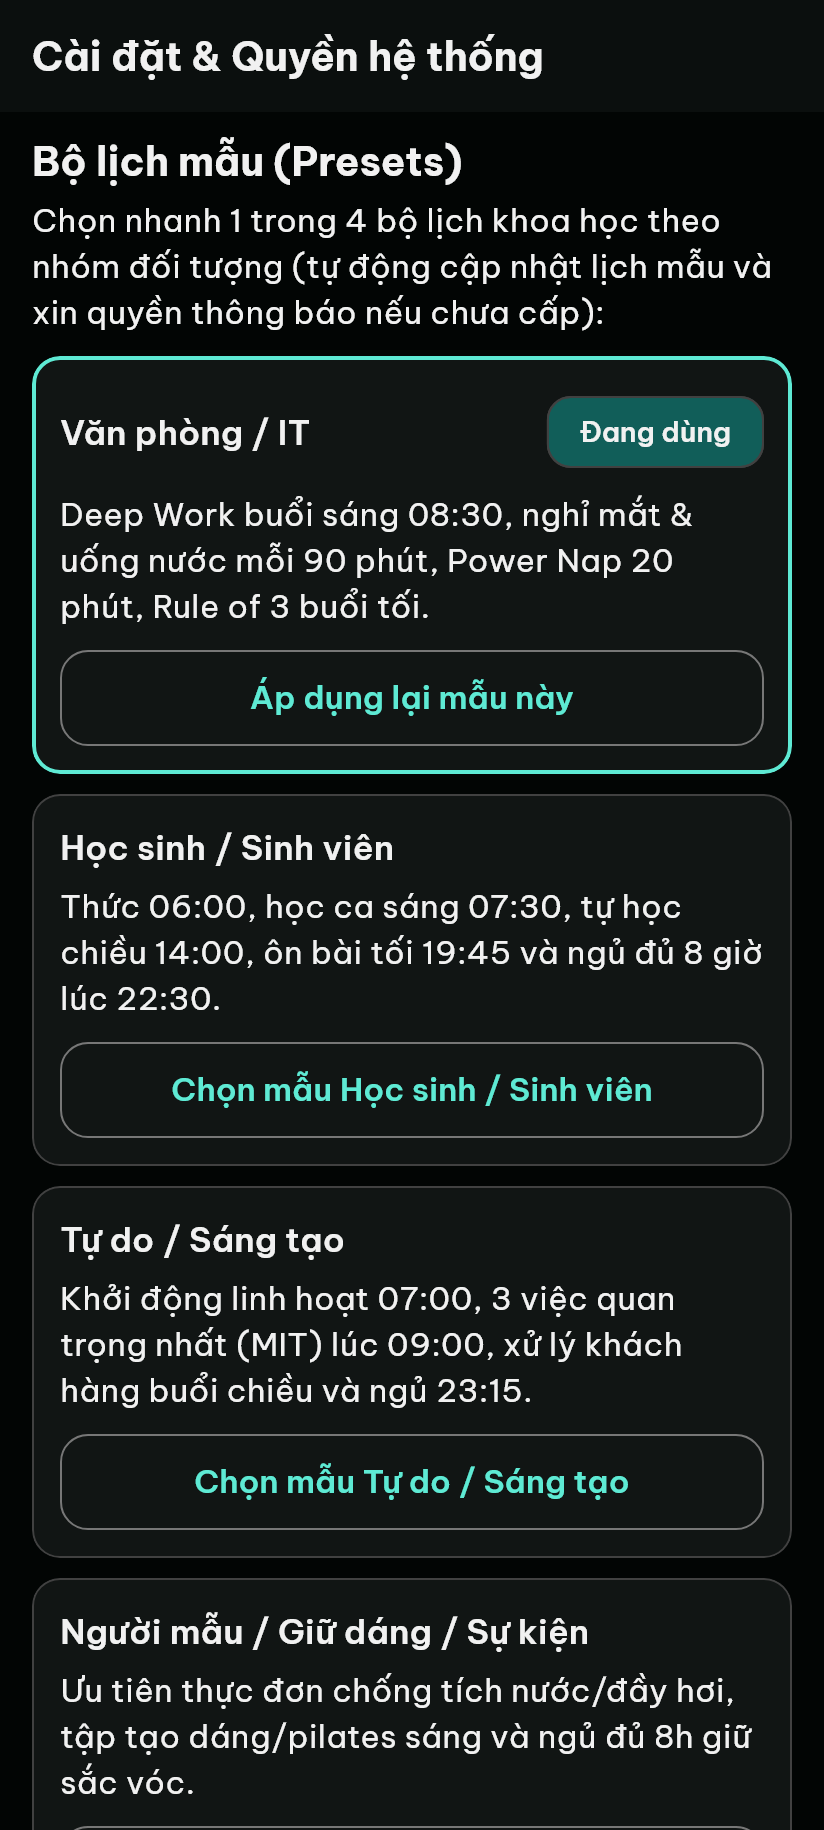 Cài đặt & Quyền hệ thống
Bộ lịch mẫu (Presets)
Chọn nhanh 1 trong 4 bộ lịch khoa học theo
nhóm đối tượng (tự động cập nhật lịch mẫu và
xin quyền thông báo nếu chưa cấp):
Văn phòng / IT
Đang dùng
Deep Work buổi sáng 08:30, nghỉ mắt &
uống nước mỗi 90 phút, Power Nap 20
phút, Rule of 3 buổi tối.
Áp dụng lại mẫu này
Học sinh / Sinh viên
Thức 06:00, học ca sáng 07:30, tự học
chiều 14:00, ôn bài tối 19:45 và ngủ đủ 8 giờ
lúc 22:30.
Chọn mẫu Học sinh / Sinh viên
Tự do / Sáng tạo
Khởi động linh hoạt 07:00, 3 việc quan
trọng nhất (MIT) lúc 09:00, xử lý khách
hàng buổi chiều và ngủ 23:15.
Chọn mẫu Tự do / Sáng tạo
Người mẫu / Giữ dáng / Sự kiện
Ưu tiên thực đơn chống tích nước/đầy hơi,
tập tạo dáng/pilates sáng và ngủ đủ 8h giữ
sắc vóc.